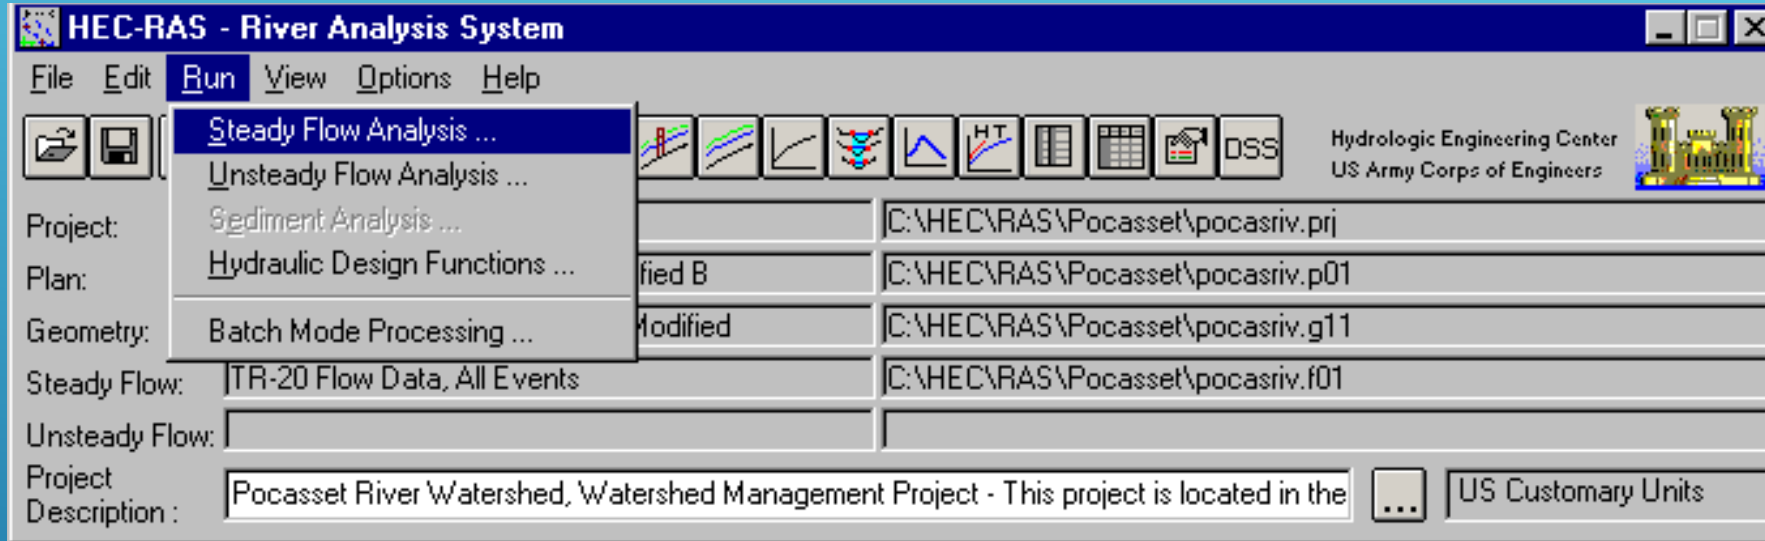 HEC-RAS - River Analysis System
File Edit Run View Options Help
Steady Flow Analysis ...
Unsteady Flow Analysis ...
Sediment Analysis ...
Hydraulic Design Functions ...
Batch Mode Processing ...
HT
DSS
Hydrologic Engineering Center
US Army Corps of Engineers
Project: C:\HEC\RAS\Pocasset\pocasriv.prj
Plan: fied B C:\HEC\RAS\Pocasset\pocasriv.p01
Geometry: Modified C:\HEC\RAS\Pocasset\pocasriv.g11
Steady Flow: TR-20 Flow Data, All Events C:\HEC\RAS\Pocasset\pocasriv.f01
Unsteady Flow:
Project
Description :
Pocasset River Watershed, Watershed Management Project - This project is located in the ... US Customary Units